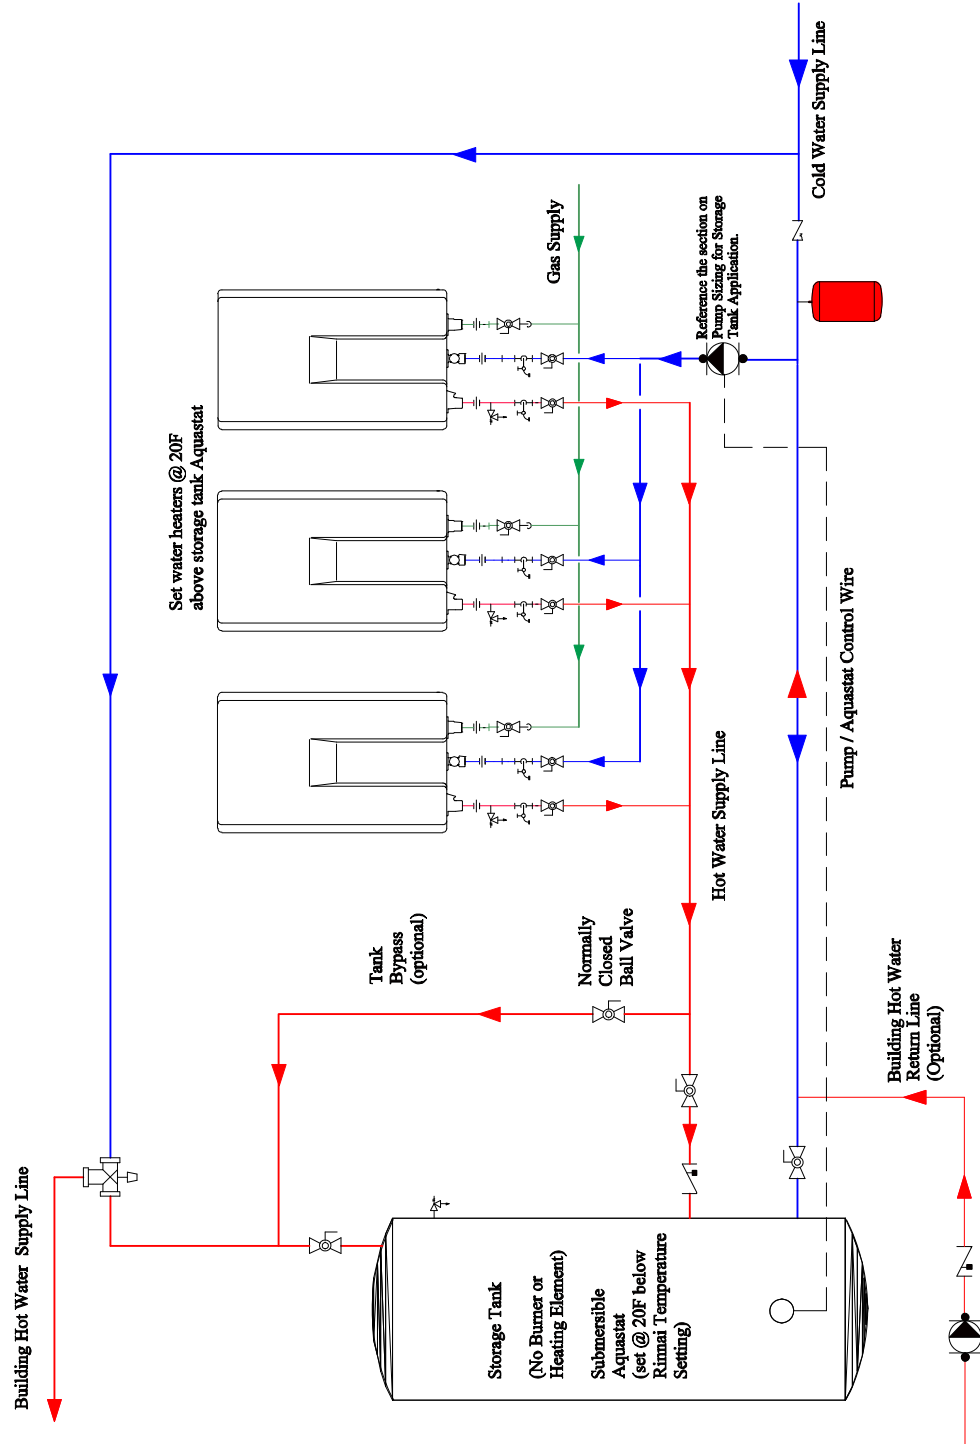 Building Hot Water Supply Line
Set water heaters @ 20F
above storage tank Aquastat
Tank
Bypass
(optional)
Normally
Closed
Ball Valve
Gas Supply
Reference the section on
Pump Sizing for Storage
Tank Application.
Cold Water Supply Line
Hot Water Supply Line
Pump / Aquastat Control Wire
Building Hot Water
Return Line
(Optional)
Storage Tank
(No Burner or
Heating Element)
Submersible
Aquastat
(set @ 20F below
Rinnai Temperature
Setting)